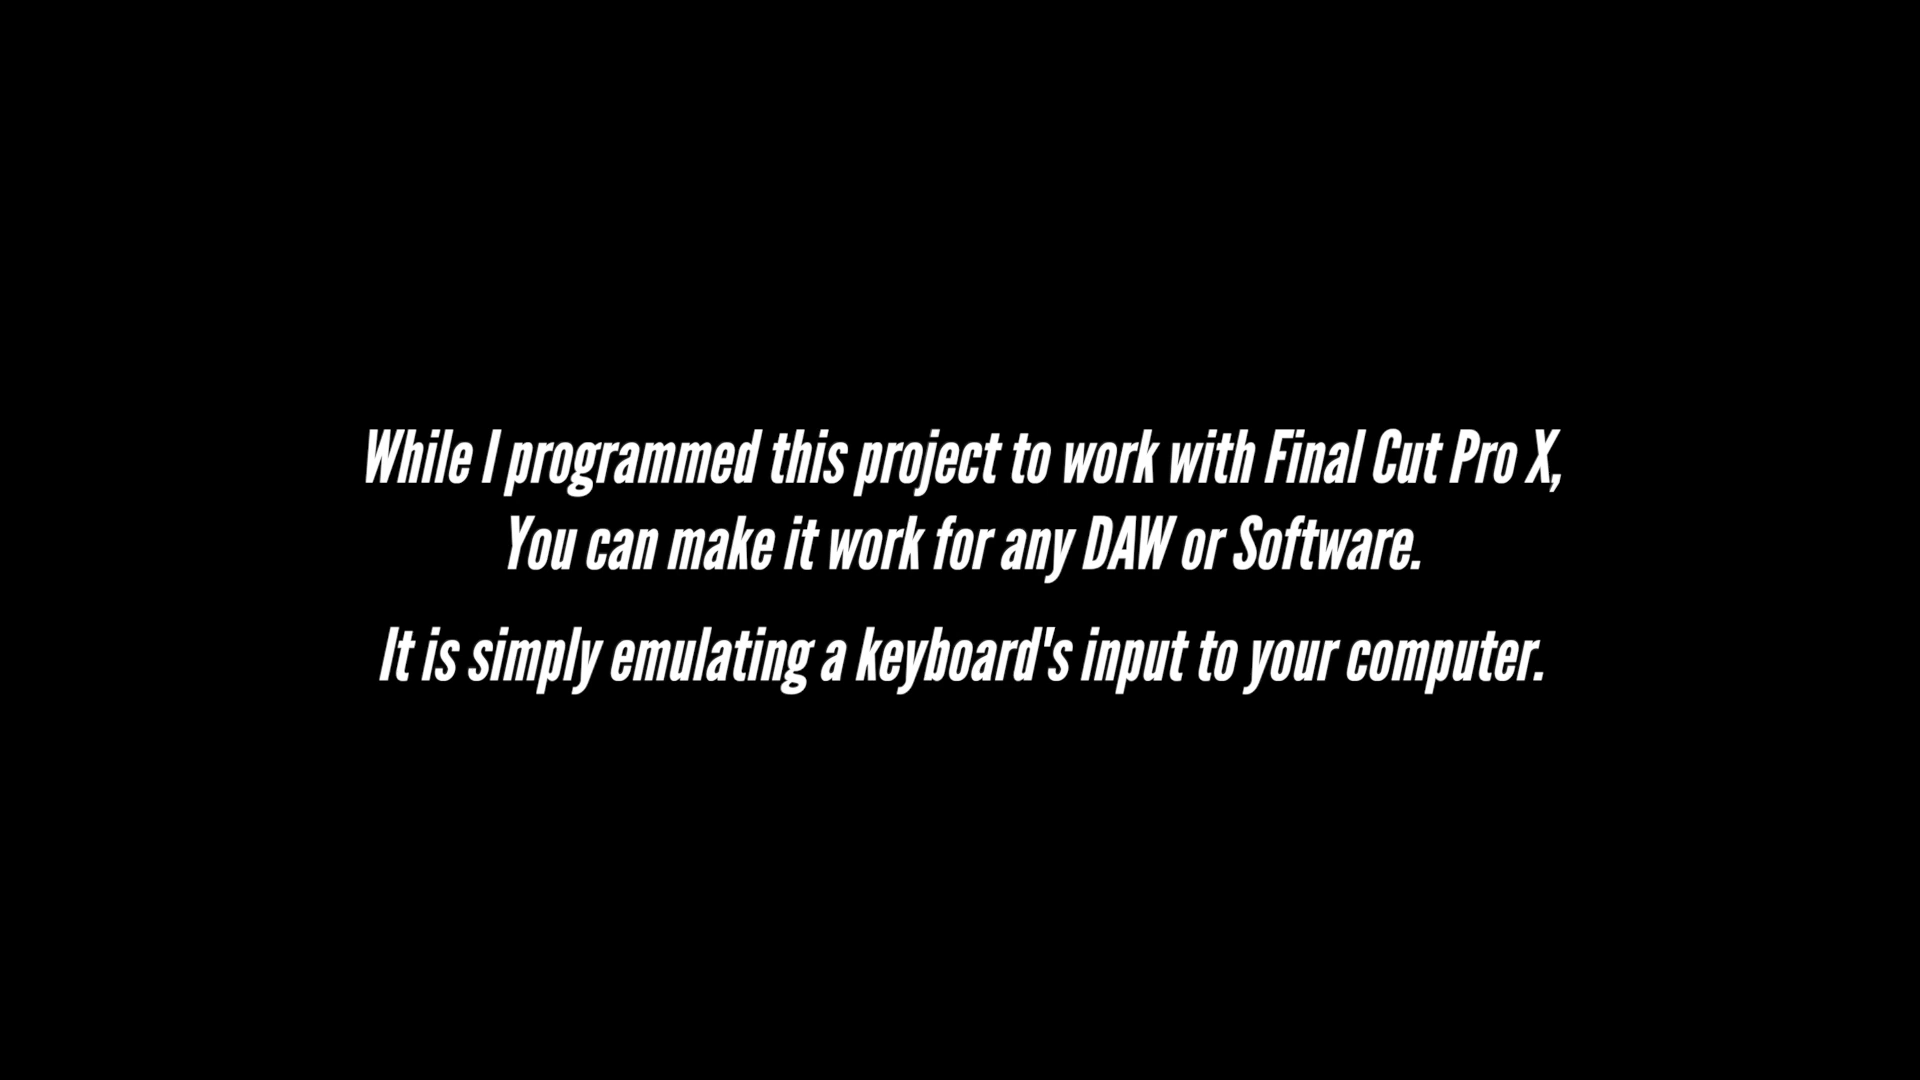 While I programmed this project to work with Final Cut Pro X,
You can make it work for any DAW or Software.
It is simply emulating a keyboard's input to your computer.